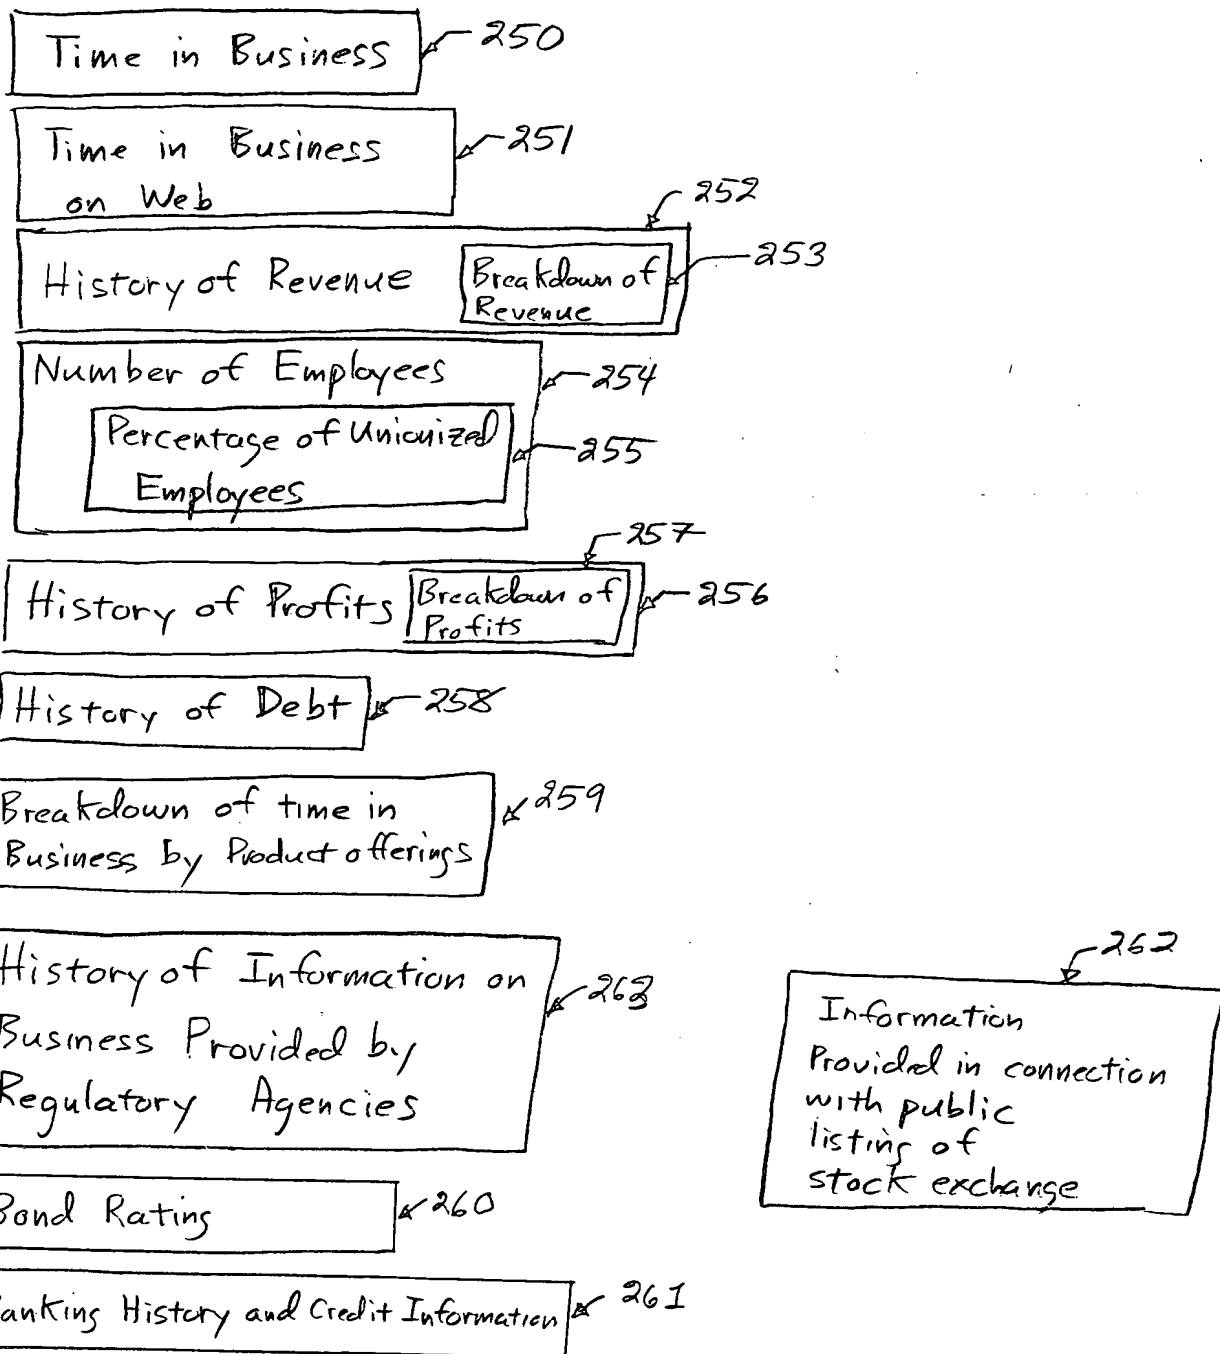 Time in Business
250
Time in Business
on Web
251
252
History of Revenue
Breakdown of
Revenue
253
Number of Employees
254
Percentage of Unionized
Employees
255
257
History of Profits
Breakdown of
Profits
256
History of Debt
258
Breakdown of time in
Business by Product offerings
259
History of Information on
Business Provided by
Regulatory Agencies
263
262
Information
Provided in connection
with public
listing of
stock exchange
Bond Rating
260
anking History and Credit Information
261